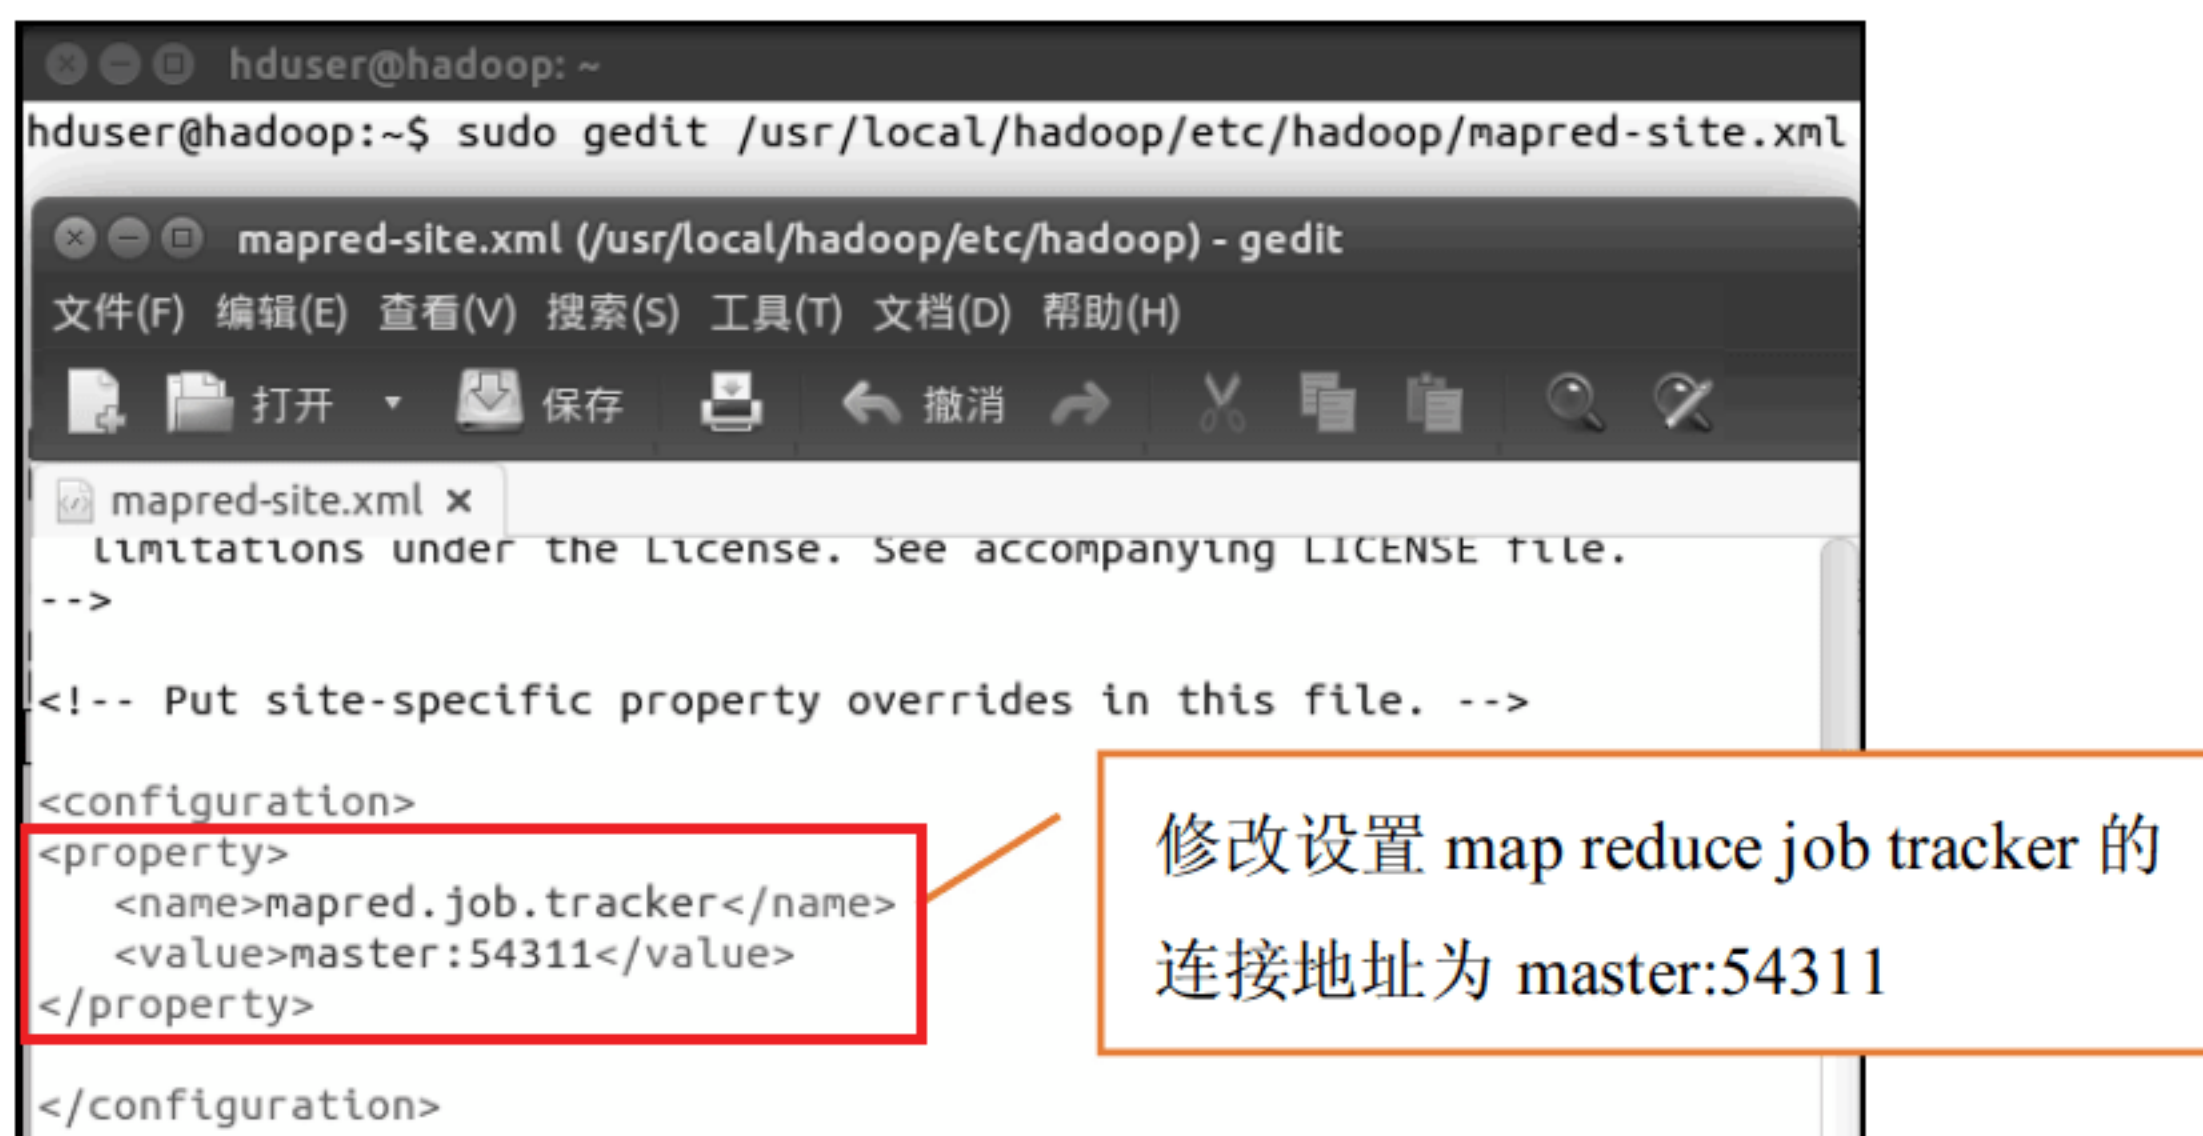 hduser@hadoop: ~
hduser@hadoop:~$ sudo gedit /usr/local/hadoop/etc/hadoop/mapred-site.xml
mapred-site.xml (/usr/local/hadoop/etc/hadoop) - gedit
文件(F) 编辑(E) 查看(V) 搜索(S) 工具(T) 文档(D) 帮助(H)
打开 保存 撤消
mapred-site.xml
limitations under the License. See accompanying LICENSE file.
-->
<!-- Put site-specific property overrides in this file. -->
<configuration>
<property>
<name>mapred.job.tracker</name>
<value>master:54311</value>
</property>
</configuration>
修改设置 map reduce job tracker 的
连接地址为 master:54311